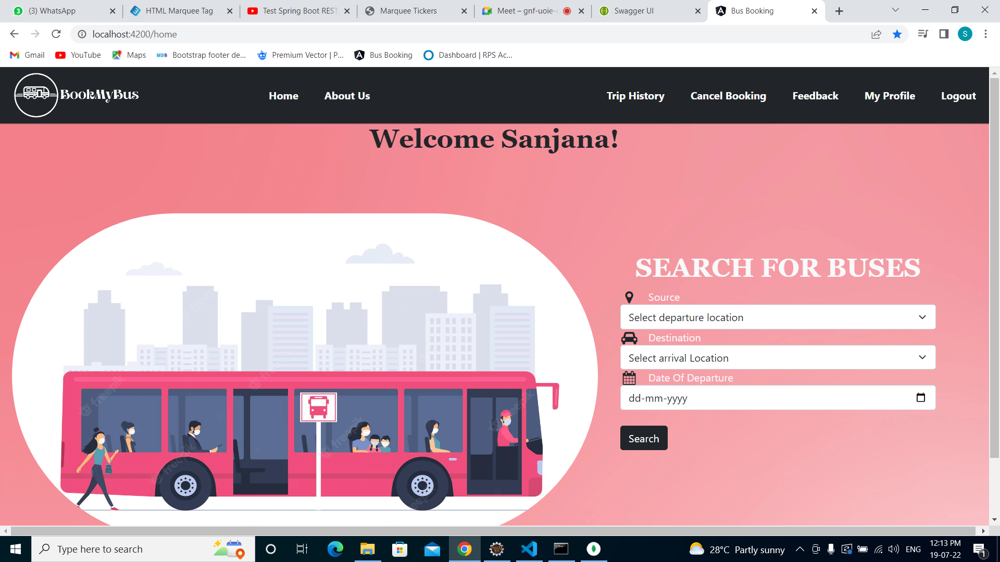 (3) WhatsApp
HTML Marquee Tag
Test Spring Boot REST
Marquee Tickers
Meet – gnf-uoie-
Swagger UI
Bus Booking
localhost:4200/home
S
Gmail
YouTube
Maps
Bootstrap footer de...
Premium Vector | P...
Bus Booking
Dashboard | RPS Ac...
BookMyBus
Home
About Us
Trip History
Cancel Booking
Feedback
My Profile
Logout
Welcome Sanjana!
SEARCH FOR BUSES
Source
Select departure location
Destination
Select arrival Location
Date Of Departure
dd-mm-yyyy
Search
freepik
Type here to search
28°C Partly sunny
ENG
12:13 PM
19-07-22
1